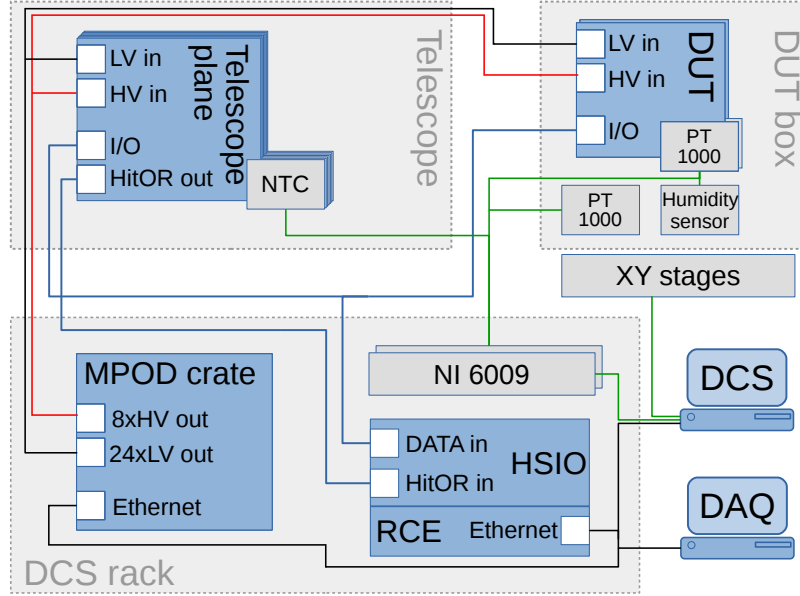 LV in
HV in
I/O
HitOR out
Telescope
plane
NTC
Telescope
LV in
HV in
I/O
DUT
PT
1000
PT
1000
Humidity
sensor
DUT box
XY stages
MPOD crate
8xHV out
24xLV out
Ethernet
NI 6009
DATA in
HitOR in
HSIO
RCE
Ethernet
DCS
DAQ
DCS rack